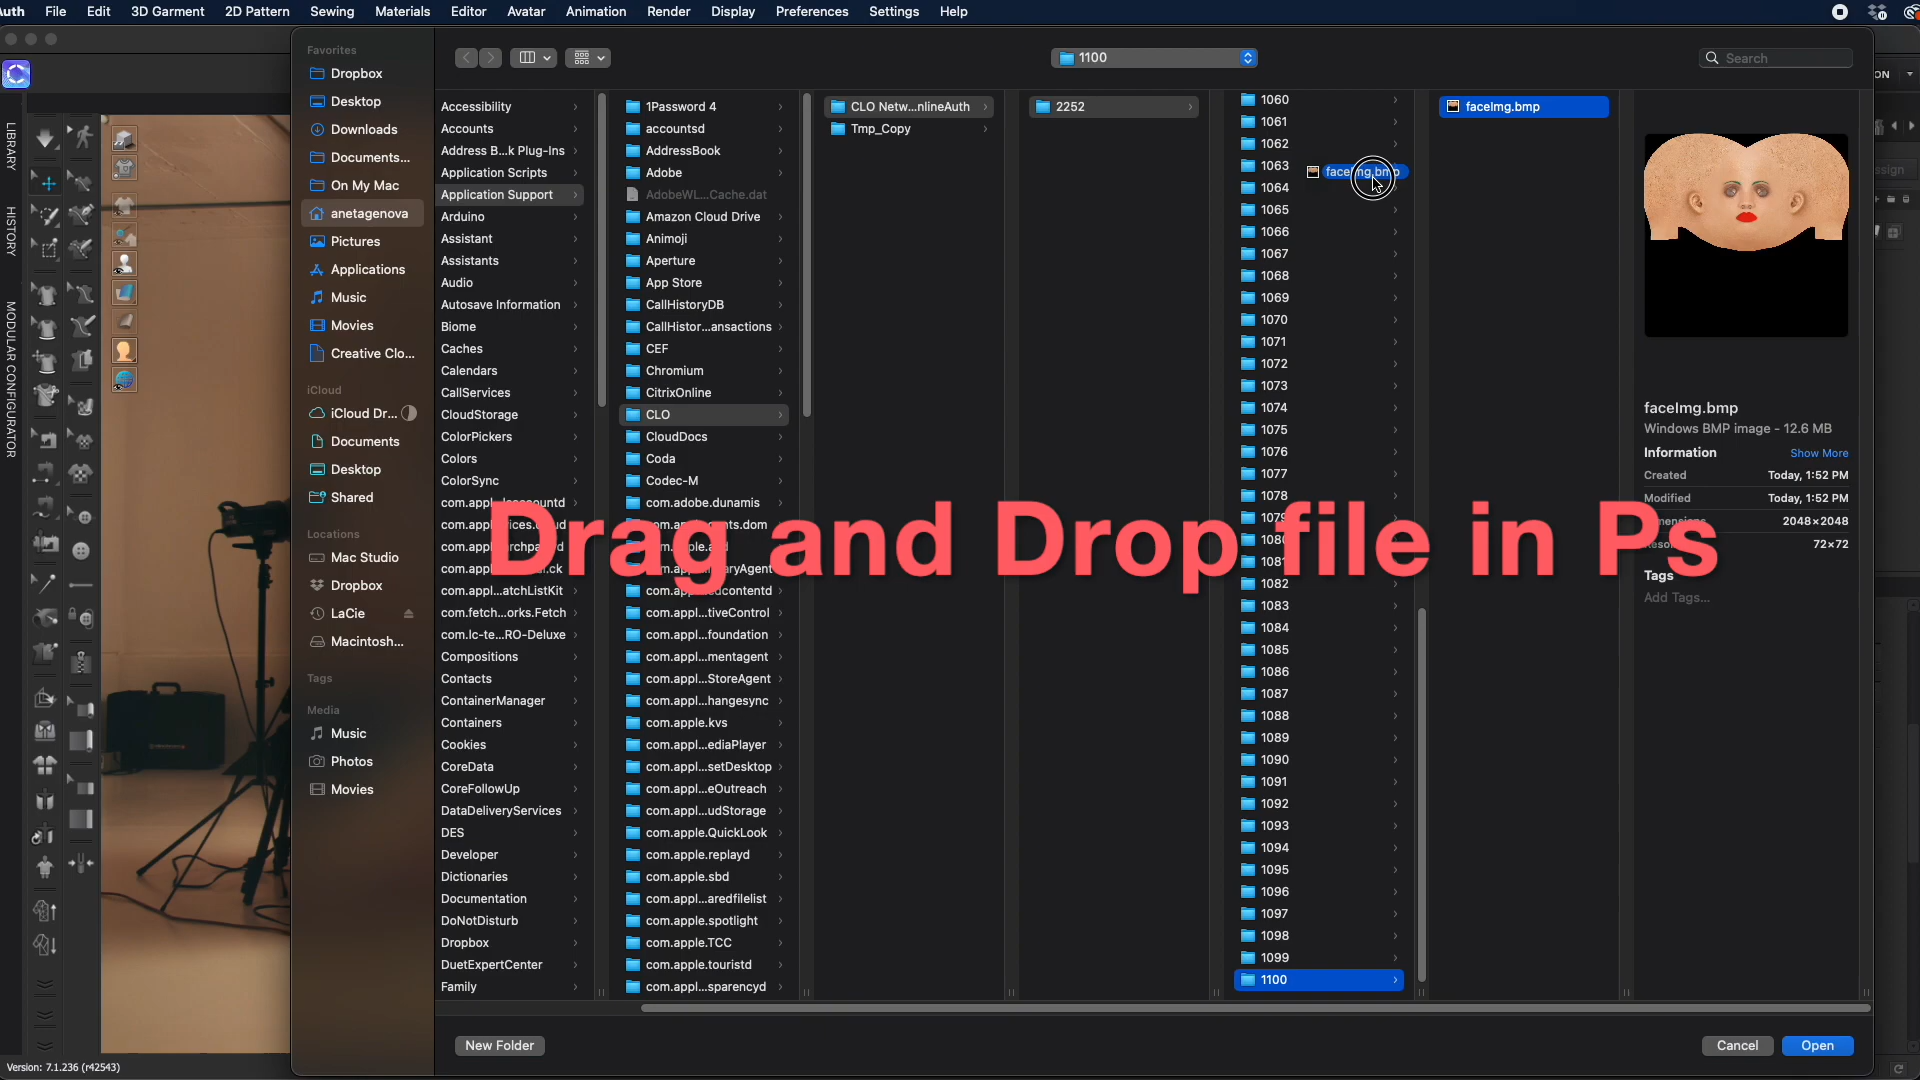 uth File Edit 3D Garment 2D Pattern Sewing Materials Editor Avatar Animation Render Display Preferences Settings Help
1100
Search
ON
LIBRARY
HISTORY
MODULAR CONFIGURATOR
Favorites
Dropbox
Desktop
Downloads
Documents...
On My Mac
anetagenova
Pictures
Applications
Music
Movies
Creative Clo...
iCloud
iCloud Dr...
Documents
Desktop
Shared
Locations
Mac Studio
Dropbox
LaCie
Macintosh...
Tags
Media
Music
Photos
Movies
Accessibility
Accounts
Address B...k Plug-Ins
Application Scripts
Application Support
Arduino
Assistant
Assistants
Audio
Autosave Information
Biome
Caches
Calendars
CallServices
CloudStorage
ColorPickers
Colors
ColorSync
com.appl...atchListKit
com.fetch...orks.Fetch
com.lc-te...RO-Deluxe
Compositions
Contacts
ContainerManager
Containers
Cookies
CoreData
CoreFollowUp
DataDeliveryServices
DES
Developer
Dictionaries
Documentation
DoNotDisturb
Dropbox
DuetExpertCenter
Family
1Password 4
accountsd
AddressBook
Adobe
AdobeWL...Cache.dat
Amazon Cloud Drive
Animoji
Aperture
App Store
CallHistoryDB
CallHistor...ansactions
CEF
Chromium
CitrixOnline
CLO
CloudDocs
Coda
Codec-M
com.adobe.dunamis
com.appl...tiveControl
com.appl...foundation
com.appl...mentagent
com.appl...StoreAgent
com.appl...hangesync
com.apple.kvs
com.appl...ediaPlayer
com.appl...setDesktop
com.appl...eOutreach
com.appl...udStorage
com.apple.QuickLook
com.apple.replayd
com.apple.sbd
com.appl...aredfilelist
com.apple.spotlight
com.apple.TCC
com.apple.touristd
com.appl...sparencyd
CLO Netw...nlineAuth
Tmp_Copy
2252
1060
1061
1062
1063
1064
1065
1066
1067
1068
1069
1070
1071
1072
1073
1074
1075
1076
1077
1078
1082
1083
1084
1085
1086
1087
1088
1089
1090
1091
1092
1093
1094
1095
1096
1097
1098
1099
1100
faceImg.bmp
faceImg.bmp
faceImg.bmp
Windows BMP image - 12.6 MB
Information Show More
Created Today, 1:52 PM
Modified Today, 1:52 PM
2048×2048
72×72
Tags
Add Tags...
Drag and Drop file in Ps
New Folder
Cancel
Open
Version: 7.1.236 (r42543)